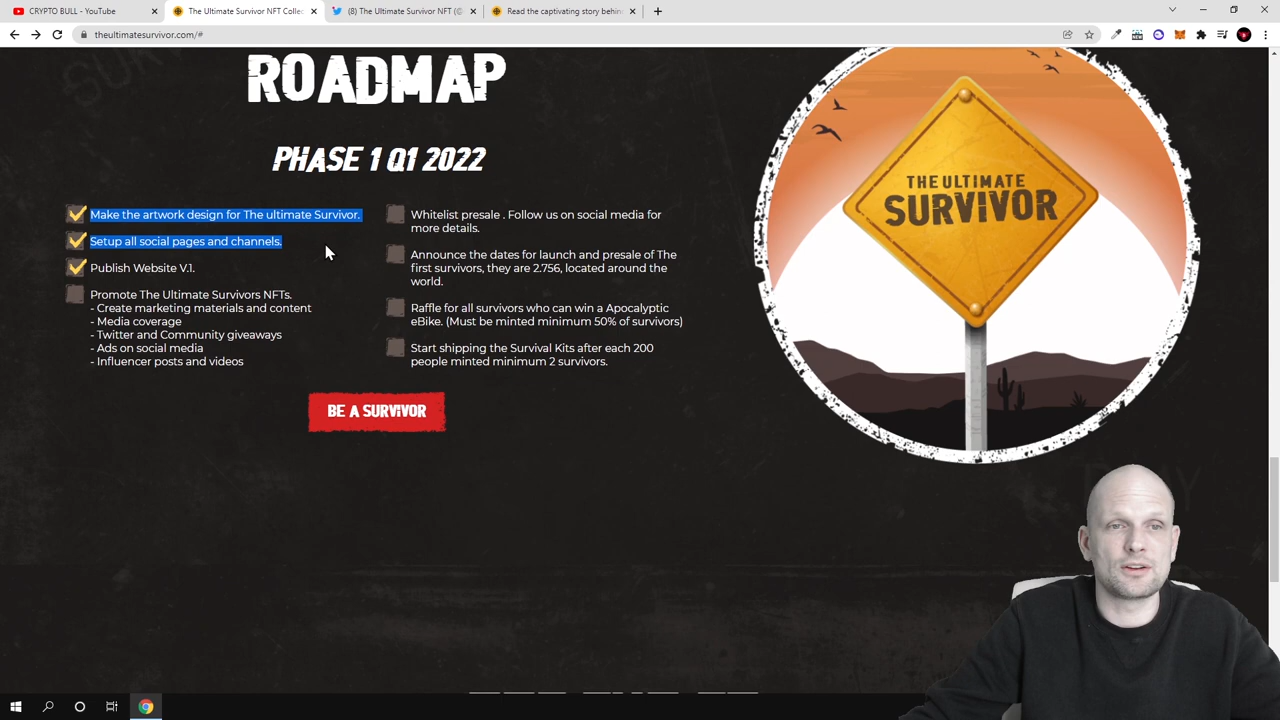 CRYPTO BULL - YouTube
The Ultimate Survivor NFT Collec
(8) The Ultimate Survivor NFT (@
Read the captivating story behin
theultimatesurvivor.com/#
ROADMAP
PHASE 1 Q1 2022
Make the artwork design for The ultimate Survivor.
Setup all social pages and channels.
Publish Website V.1.
Promote The Ultimate Survivors NFTs.
- Create marketing materials and content
- Media coverage
- Twitter and Community giveaways
- Ads on social media
- Influencer posts and videos
Whitelist presale . Follow us on social media for
more details.
Announce the dates for launch and presale of The
first survivors, they are 2.756, located around the
world.
Raffle for all survivors who can win a Apocalyptic
eBike. (Must be minted minimum 50% of survivors)
Start shipping the Survival Kits after each 200
people minted minimum 2 survivors.
BE A SURVIVOR
THE ULTIMATE
SURVIVOR